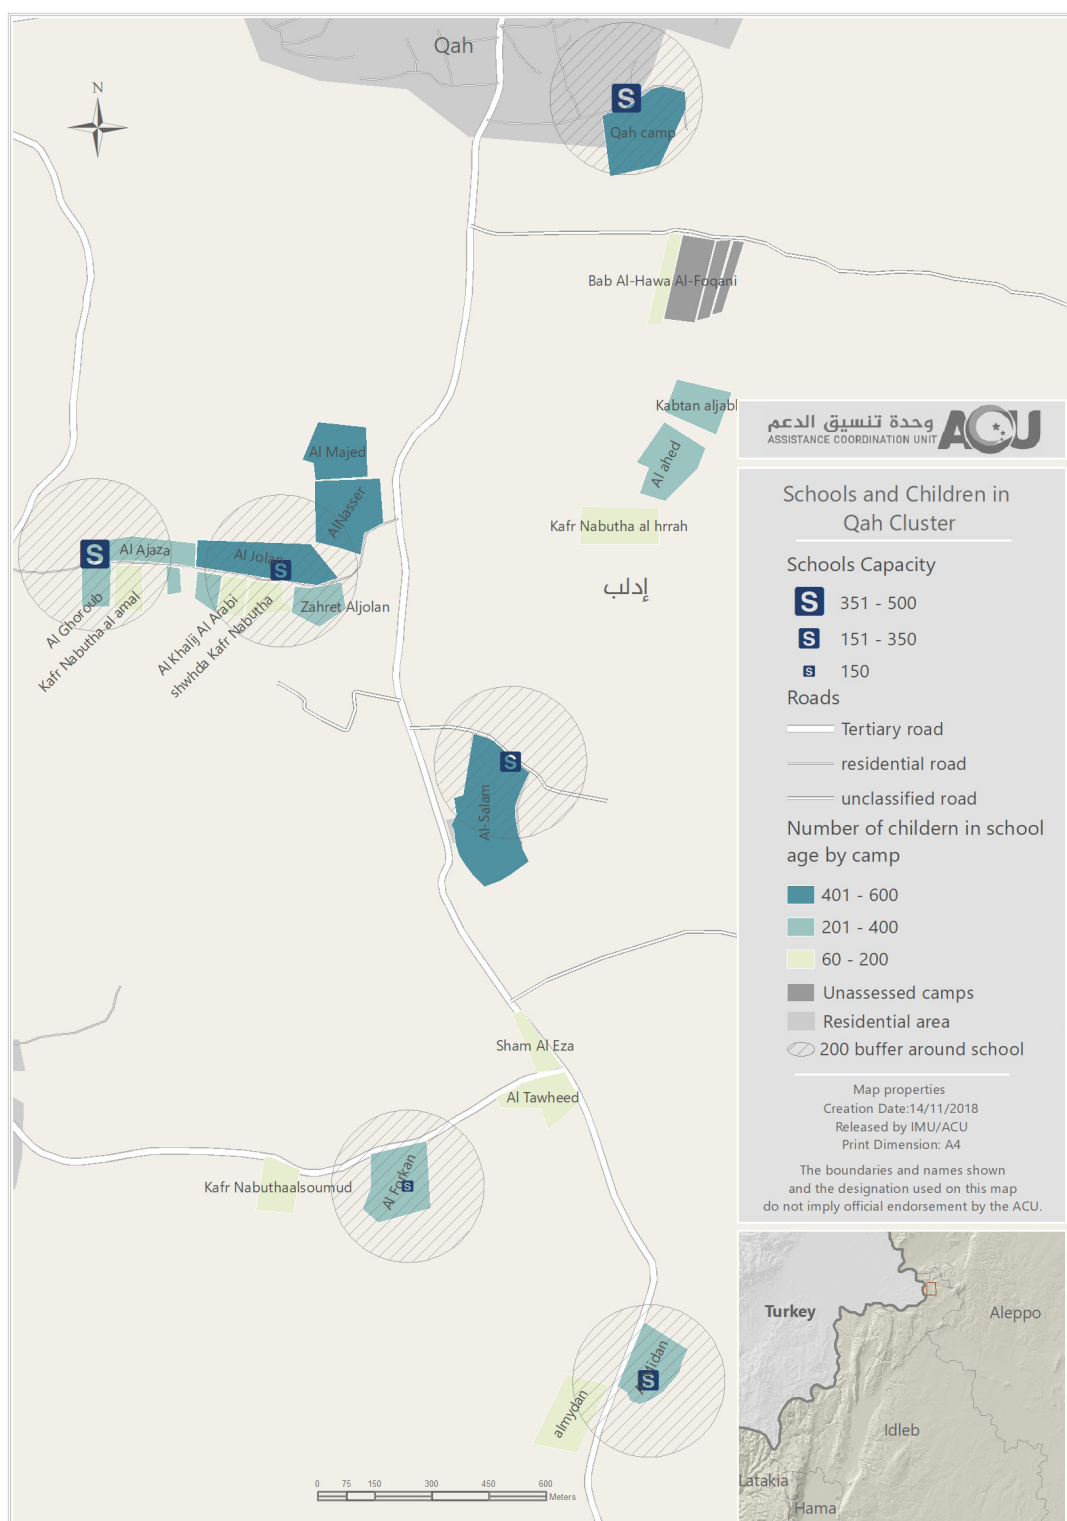 Qah
N
S
Qah camp
Bab Al-Hawa Al-Foqani
Kabtan aljabl
Al ahed
Kafr Nabutha al hrrah
إدلب
Al Majed
AlNasser
S
Al Ajaza
Al Jolan
S
Al Ghoroub
Kafr Nabutha al amal
Al Khalij Al Arabi
shwhda Kafr Nabutha
Zahret Aljolan
S
Al-Salam
Sham Al Eza
Al Tawheed
Kafr Nabuthaalsoumud
Al Forkan
S
Al Midan
S
almydan
0 75 150 300 450 600
Meters
وحدة تنسيق الدعم
ASSISTANCE COORDINATION UNIT
ACU
Schools and Children in
Qah Cluster
Schools Capacity
S 351 - 500
S 151 - 350
S 150
Roads
Tertiary road
residential road
unclassified road
Number of childern in school
age by camp
401 - 600
201 - 400
60 - 200
Unassessed camps
Residential area
200 buffer around school
Map properties
Creation Date:14/11/2018
Released by IMU/ACU
Print Dimension: A4
The boundaries and names shown
and the designation used on this map
do not imply official endorsement by the ACU.
Turkey
Aleppo
Idleb
Latakia
Hama